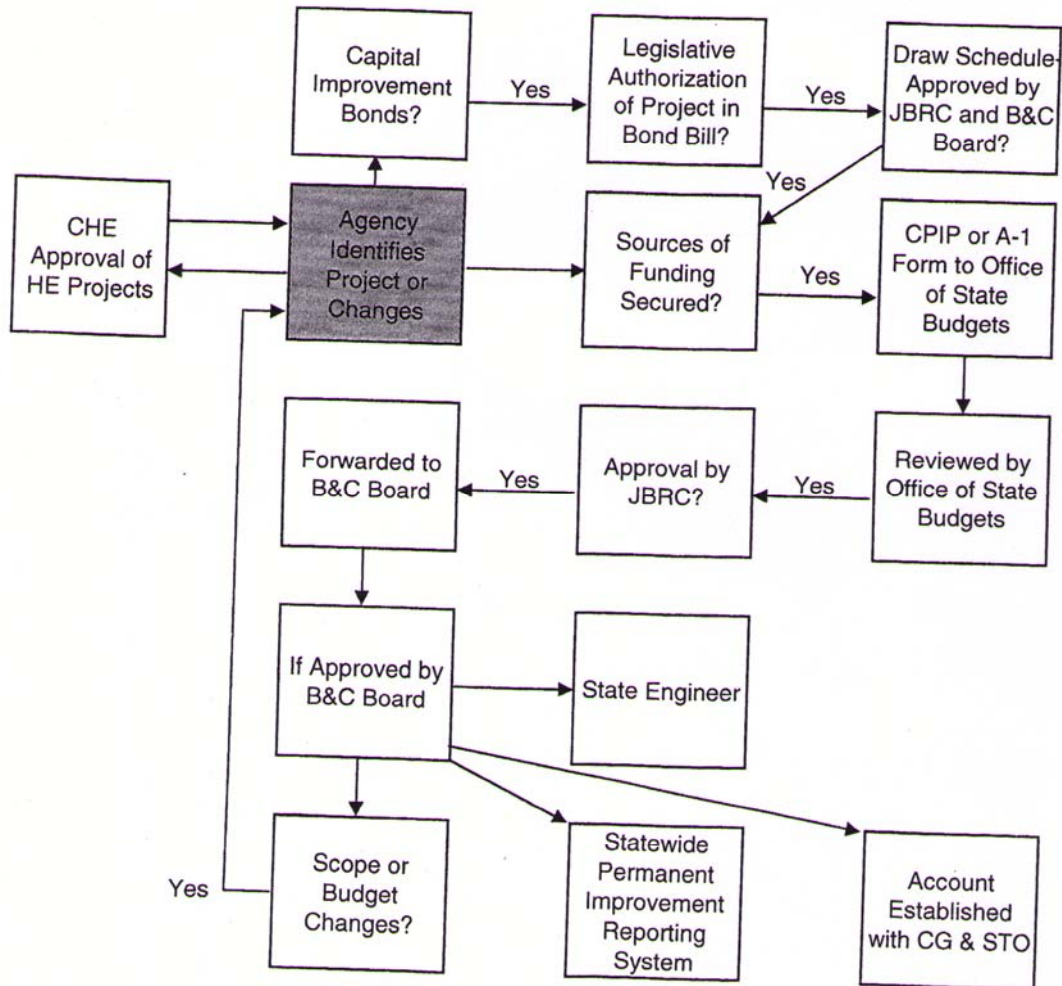 Capital
Improvement
Bonds?
Yes
Legislative
Authorization
of Project in
Bond Bill?
Yes
Draw Schedule-
Approved by
JBRC and B&C
Board?
Yes
CHE
Approval of
HE Projects
Agency
Identifies
Project or
Changes
Sources of
Funding
Secured?
Yes
CPIP or A-1
Form to Office
of State
Budgets
Forwarded to
B&C Board
Yes
Approval by
JBRC?
Yes
Reviewed by
Office of State
Budgets
If Approved by
B&C Board
State Engineer
Yes
Scope or
Budget
Changes?
Statewide
Permanent
Improvement
Reporting
System
Account
Established
with CG & STO